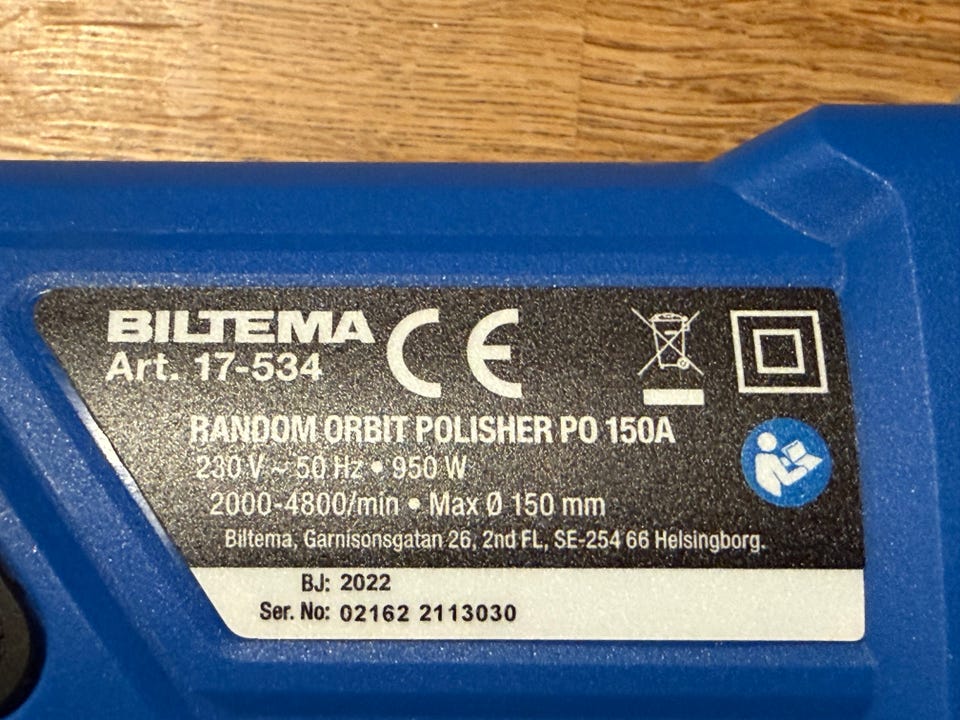 BILTEMA CE
Art. 17-534
RANDOM ORBIT POLISHER PO 150A
230 V ~ 50 Hz • 950 W
2000-4800/min • Max Ø 150 mm
Biltema, Garnisonsgatan 26, 2nd FL, SE-254 66 Helsingborg.
BJ: 2022
Ser. No: 02162 2113030